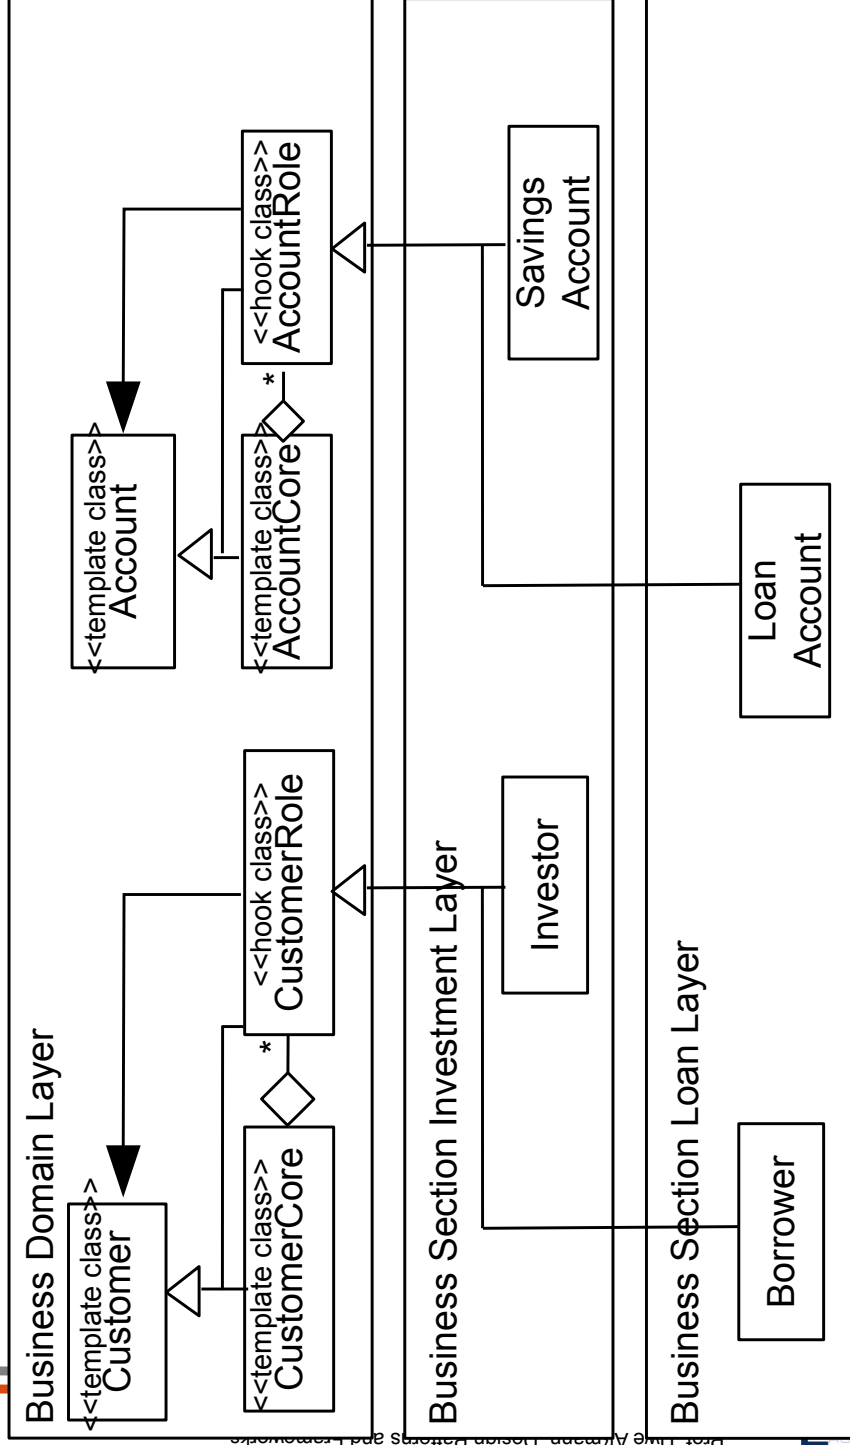 Business Domain Layer
<<template class>>
Customer
<<template class>>
Account
<<template class>>
CustomerCore
*
<<hook class>>
CustomerRole
<<template class>>
AccountCore
*
<<hook class>>
AccountRole
Business Section Investment Layer
Investor
Savings
Account
Business Section Loan Layer
Borrower
Loan
Account